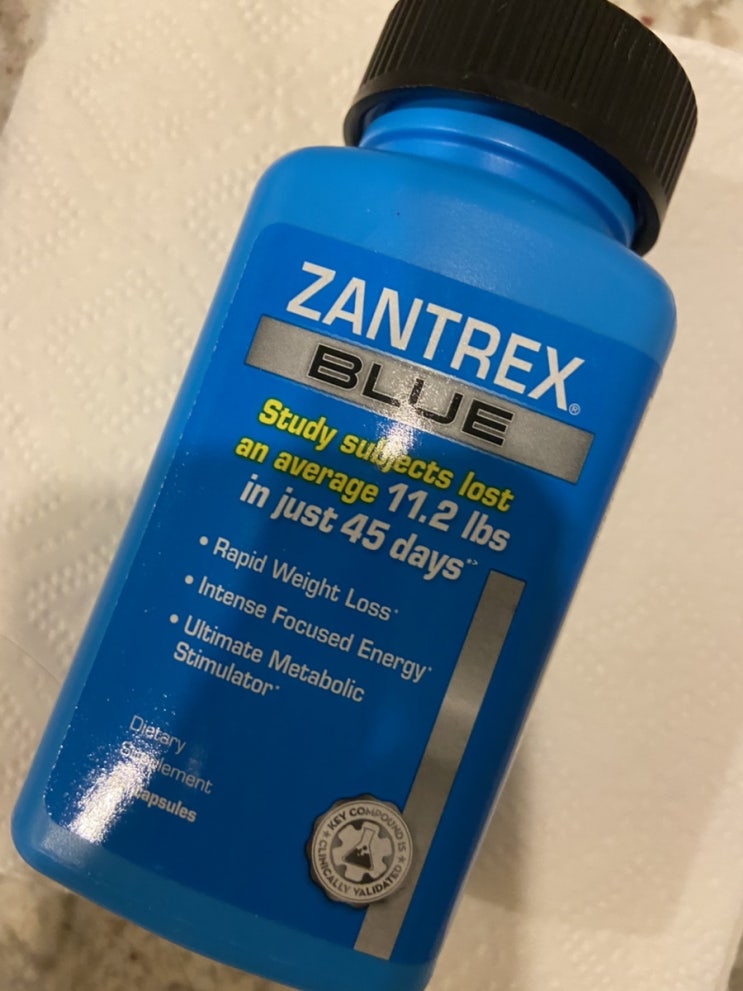 ZANTREX®
BLUE
Study subjects lost
an average 11.2 lbs
in just 45 days*>
• Rapid Weight Loss*
• Intense Focused Energy*
• Ultimate Metabolic
Stimulator*
Dietary
Supplement
capsules
KEY COMPOUND IS
CLINICALLY VALIDATED